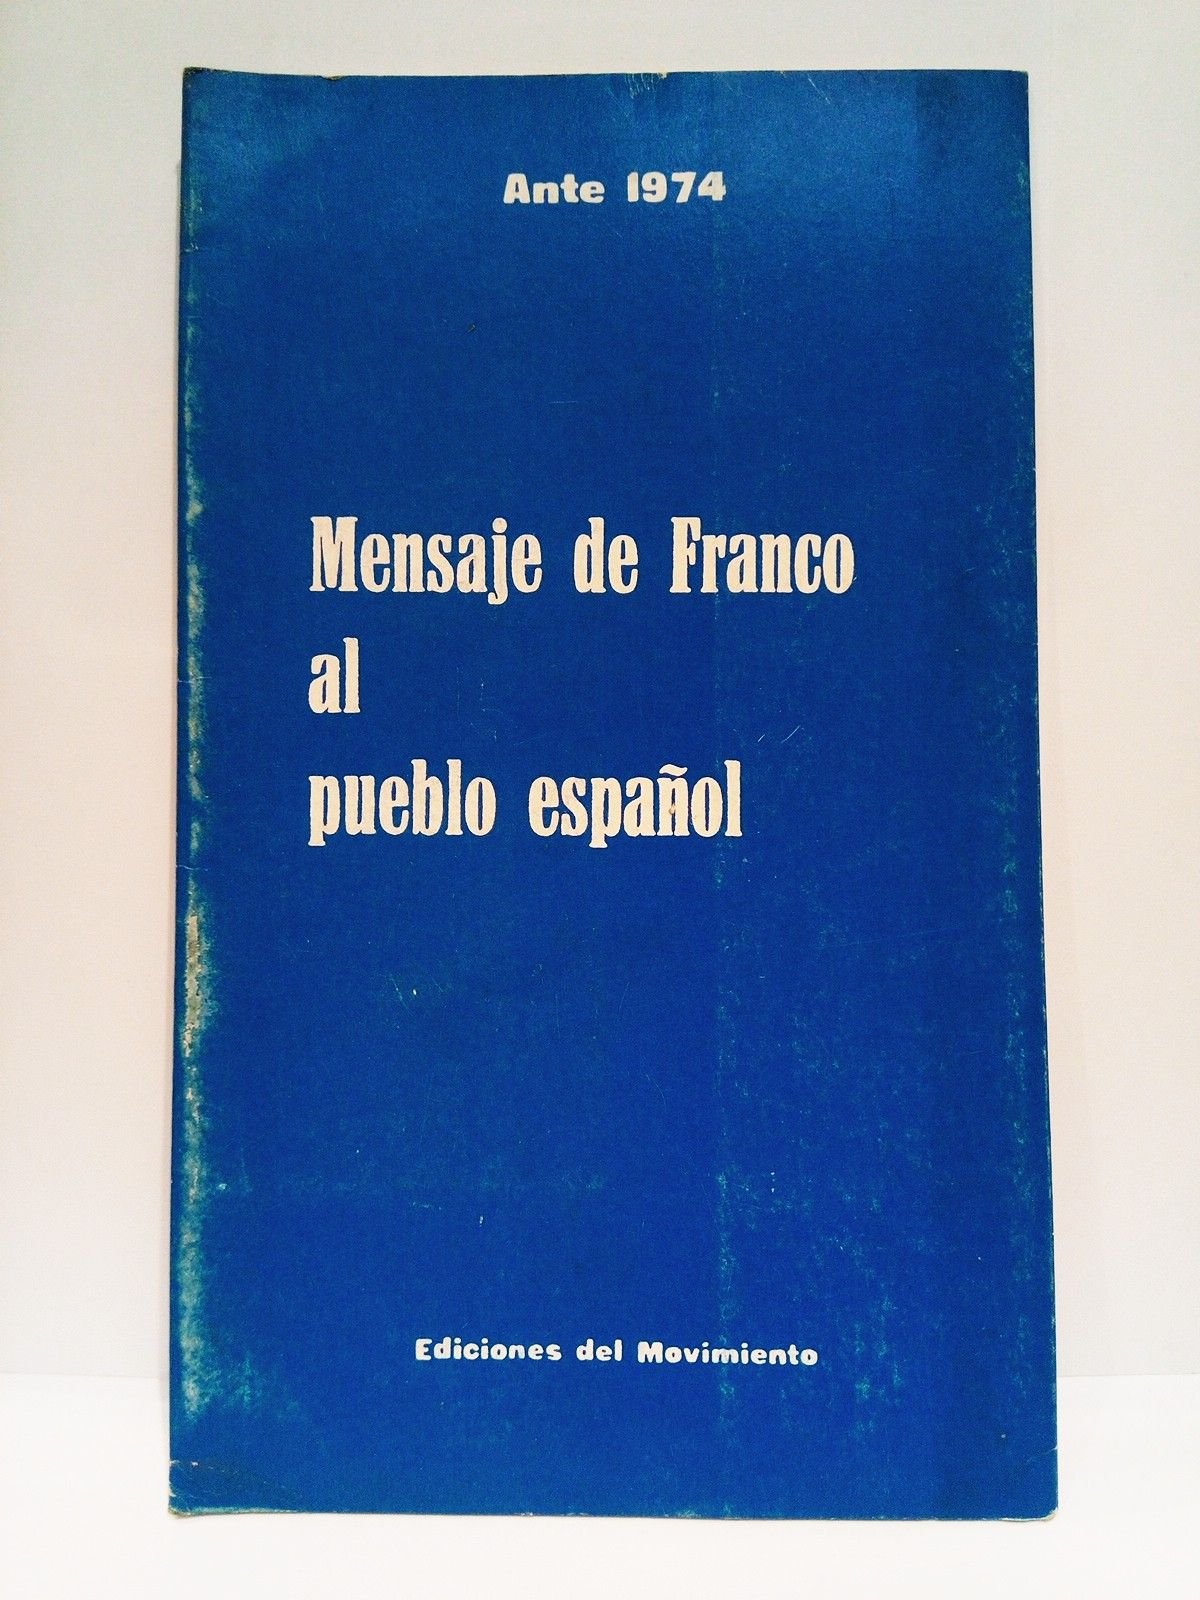 Ante 1974
Mensaje de Franco
al
pueblo español
Ediciones del Movimiento